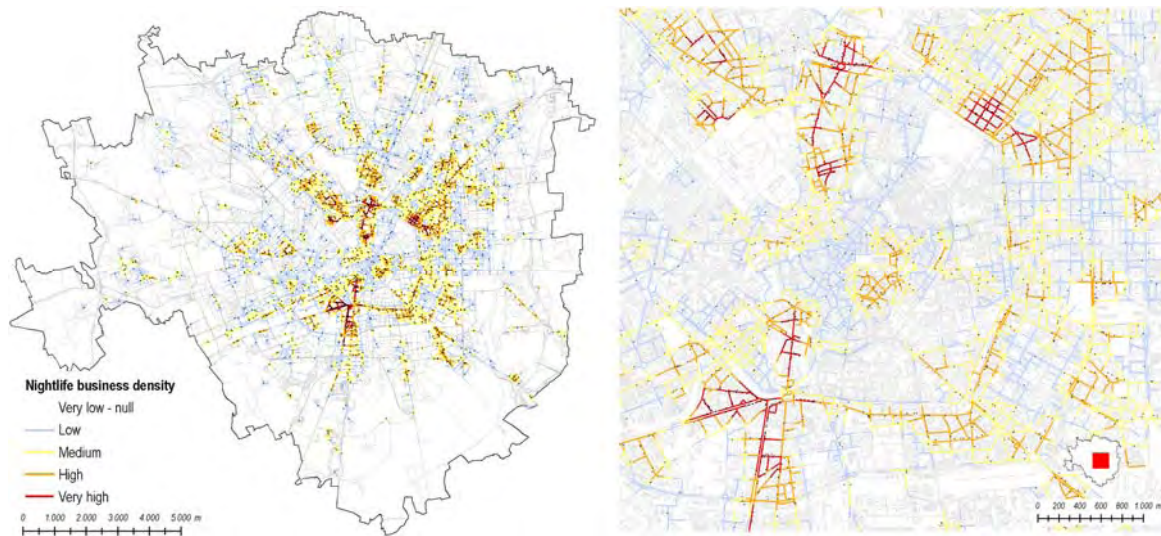 Nightlife business density
Very low - null
Low
Medium
High
Very high
0 1 000 2 000 3 000 4 000 5 000 m
0 200 400 600 800 1 000 m